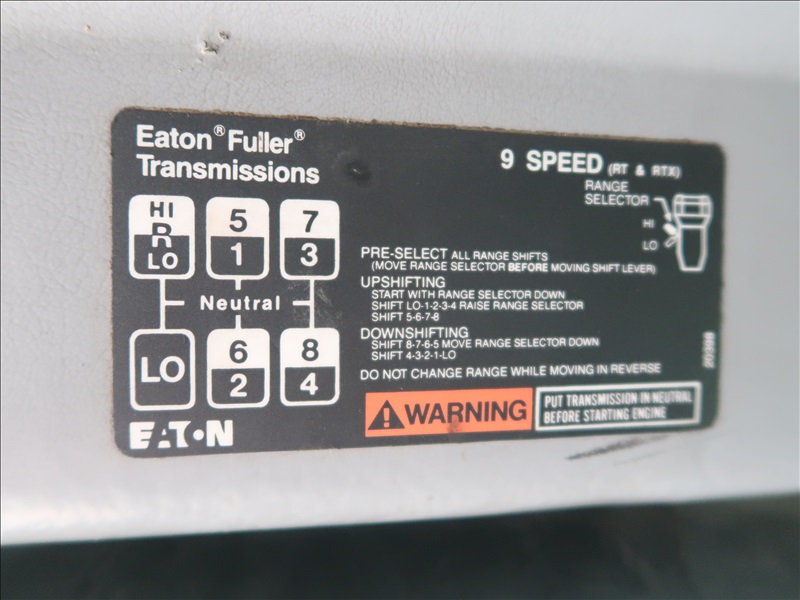 Eaton® Fuller®
Transmissions
9 SPEED (RT & RTX)
RANGE
SELECTOR
HI
LO
HI
R
LO
5
1
7
3
Neutral
LO
6
2
8
4
PRE-SELECT ALL RANGE SHIFTS
(MOVE RANGE SELECTOR BEFORE MOVING SHIFT LEVER)
UPSHIFTING
START WITH RANGE SELECTOR DOWN
SHIFT LO-1-2-3-4 RAISE RANGE SELECTOR
SHIFT 5-6-7-8
DOWNSHIFTING
SHIFT 8-7-6-5 MOVE RANGE SELECTOR DOWN
SHIFT 4-3-2-1-LO
DO NOT CHANGE RANGE WHILE MOVING IN REVERSE
20398
WARNING
PUT TRANSMISSION IN NEUTRAL
BEFORE STARTING ENGINE
EATON